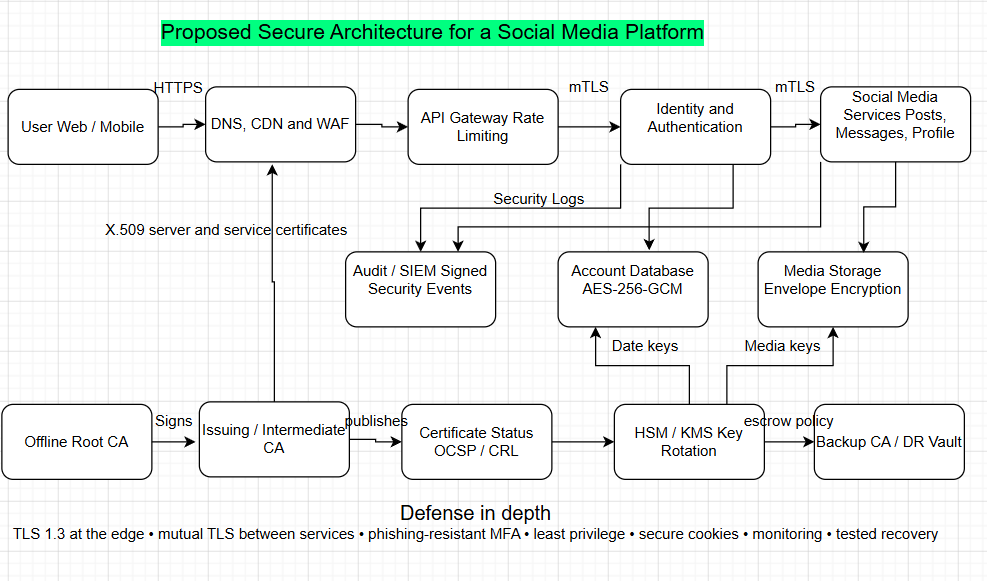 Proposed Secure Architecture for a Social Media Platform
HTTPS
mTLS
mTLS
User Web / Mobile
DNS, CDN and WAF
API Gateway Rate
Limiting
Identity and
Authentication
Social Media
Services Posts,
Messages, Profile
Security Logs
X.509 server and service certificates
Audit / SIEM Signed
Security Events
Account Database
AES-256-GCM
Media Storage
Envelope Encryption
Date keys
Media keys
Offline Root CA
Signs
Issuing / Intermediate
CA
publishes
Certificate Status
OCSP / CRL
HSM / KMS Key
Rotation
escrow policy
Backup CA / DR Vault
Defense in depth
TLS 1.3 at the edge • mutual TLS between services • phishing-resistant MFA • least privilege • secure cookies • monitoring • tested recovery